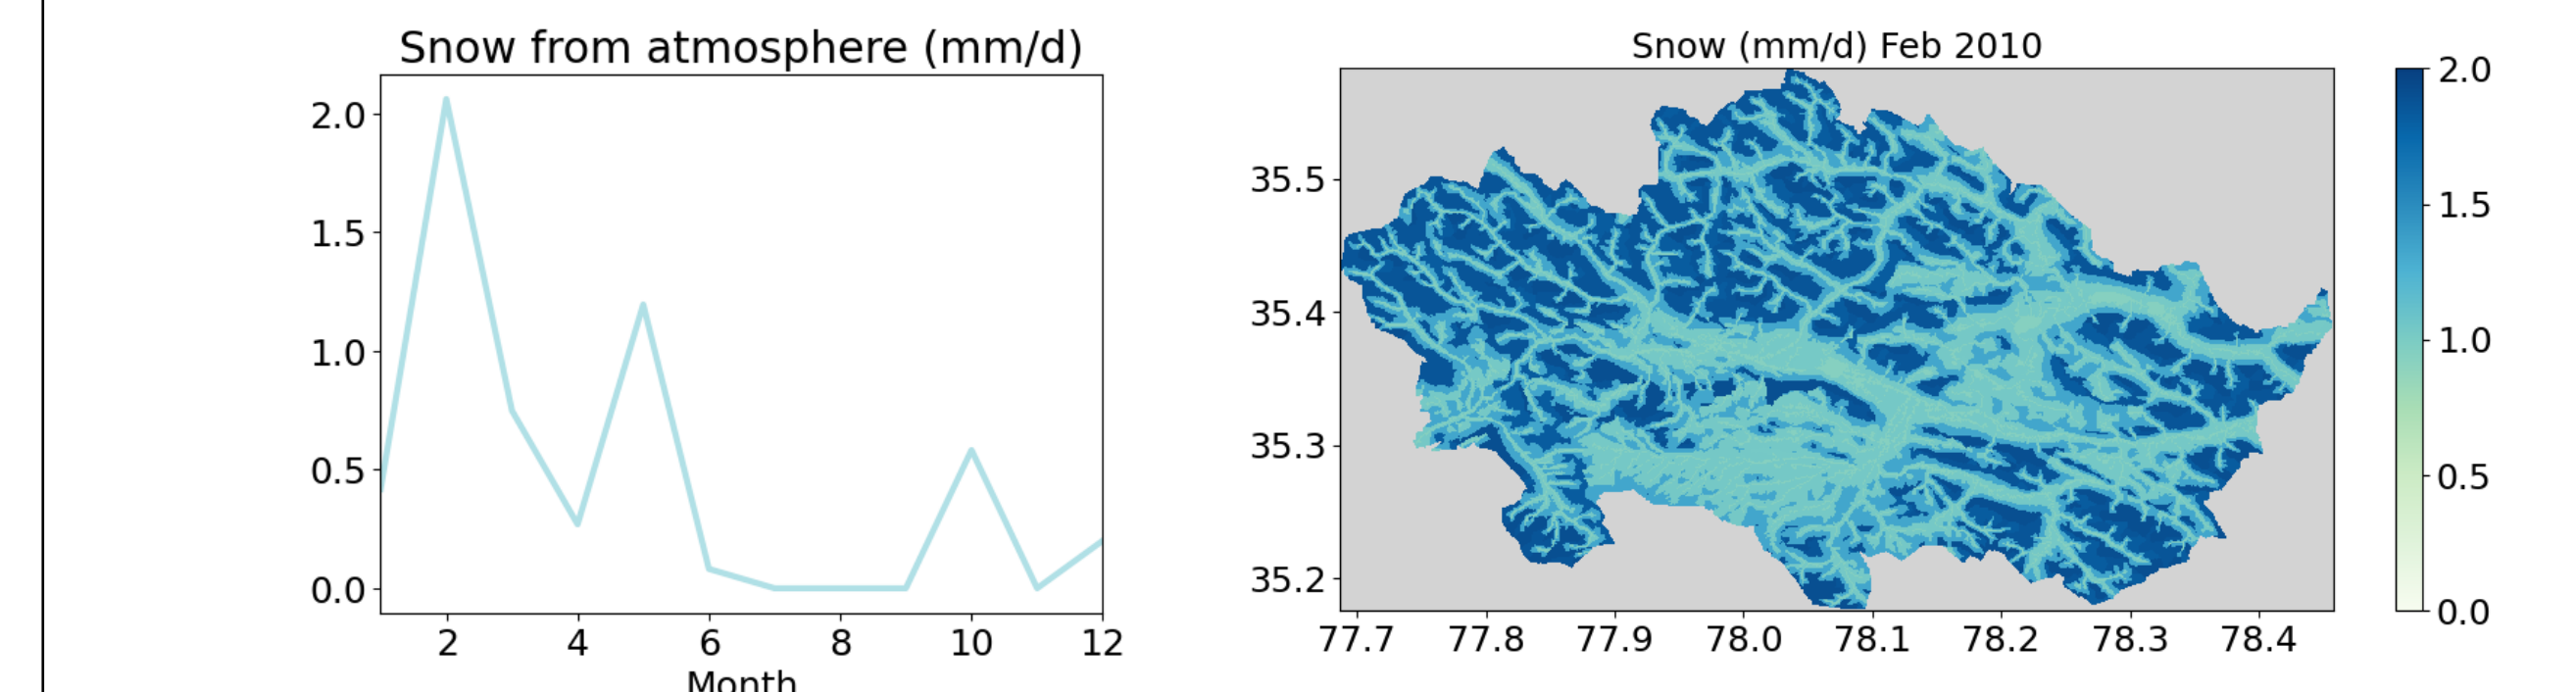 Snow from atmosphere (mm/d)
2.0
1.5
1.0
0.5
0.0
2 4 6 8 10 12
Month
Snow (mm/d) Feb 2010
35.5
35.4
35.3
35.2
77.7 77.8 77.9 78.0 78.1 78.2 78.3 78.4
2.0
1.5
1.0
0.5
0.0